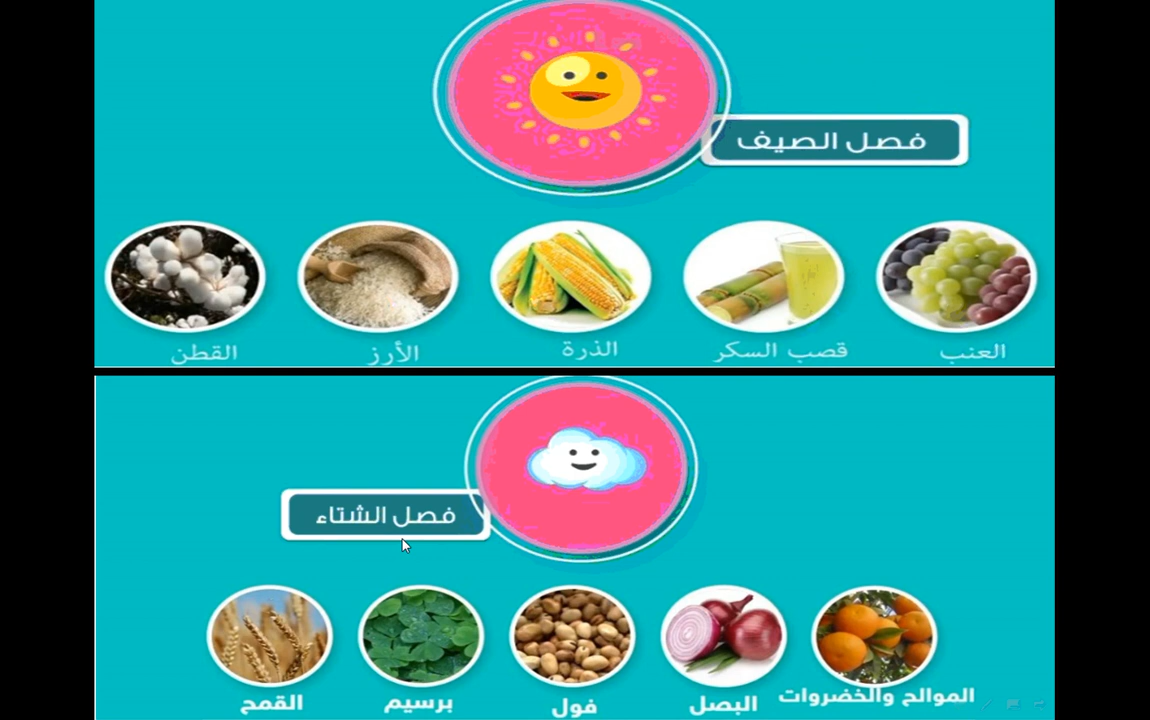 فصل الصيف
العنب
قصب السكر
الذرة
الأرز
القطن
فصل الشتاء
الموالح والخضروات
البصل
فول
برسيم
القمح